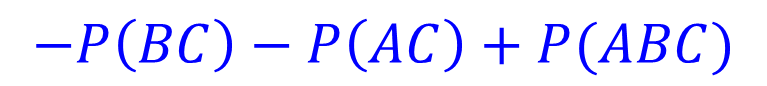 −P(BC) − P(AC) + P(ABC)